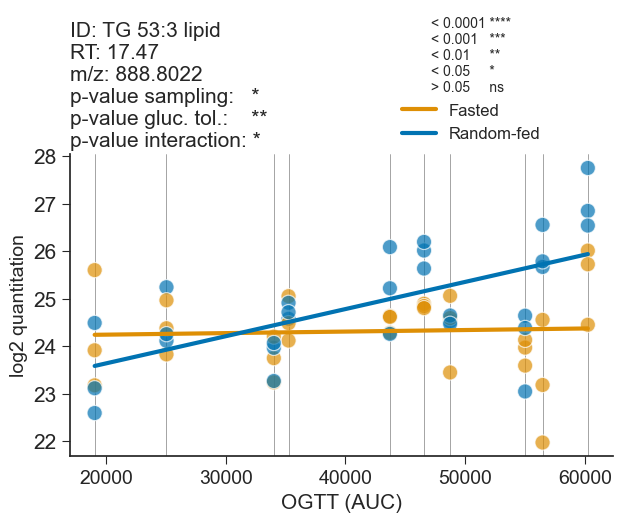 ID: TG 53:3 lipid
RT: 17.47
m/z: 888.8022
p-value sampling: *
p-value gluc. tol.: **
p-value interaction: *
< 0.0001 ****
< 0.001 ***
< 0.01 **
< 0.05 *
> 0.05 ns
Fasted
Random-fed
28
27
26
25
24
23
22
log2 quantitation
20000 30000 40000 50000 60000
OGTT (AUC)